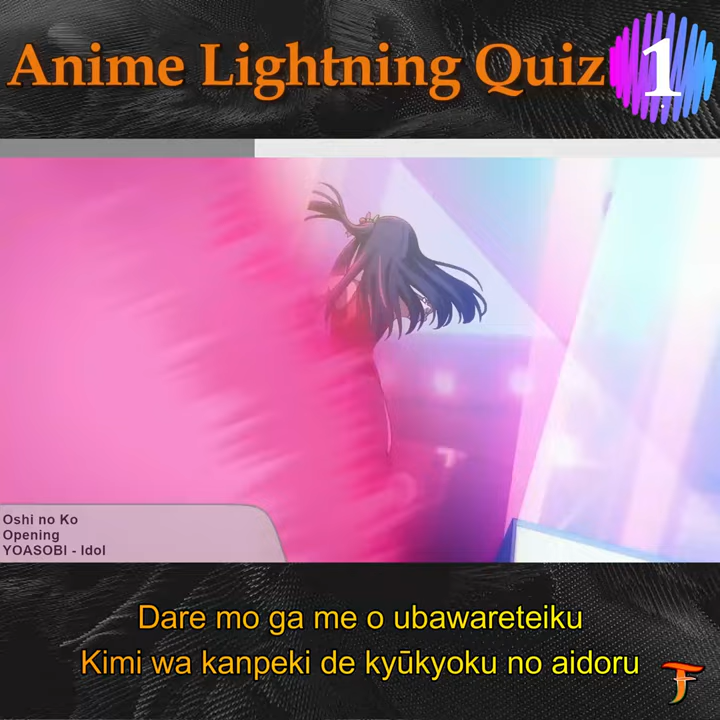 Anime Lightning Quiz 1
Oshi no Ko
Opening
YOASOBI - Idol
Dare mo ga me o ubawareteiku
Kimi wa kanpeki de kyūkyoku no aidoru